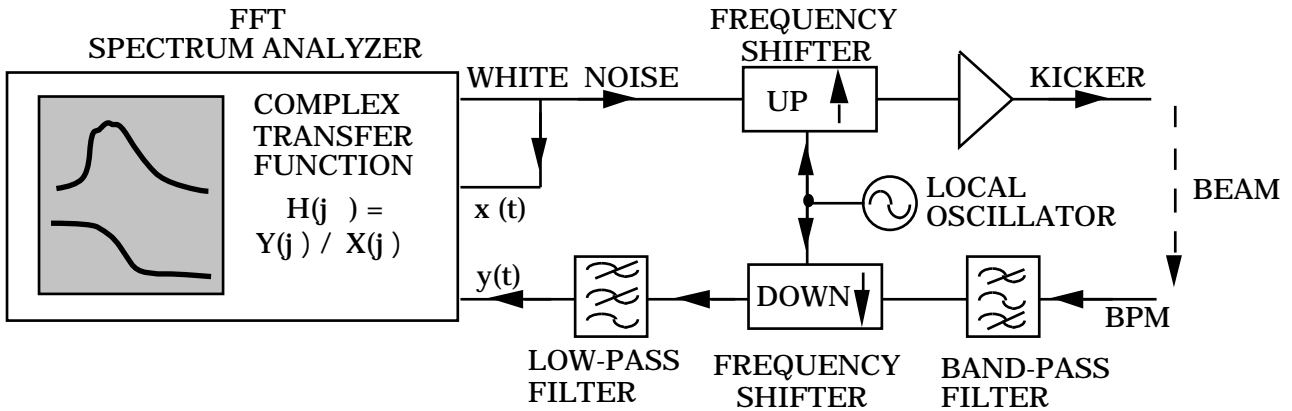 FFT
SPECTRUM ANALYZER
COMPLEX
TRANSFER
FUNCTION
H(j ) =
Y(j ) / X(j )
WHITE NOISE
x (t)
y(t)
FREQUENCY
SHIFTER
UP
KICKER
LOCAL
OSCILLATOR
BEAM
DOWN
BPM
LOW-PASS
FILTER
FREQUENCY
SHIFTER
BAND-PASS
FILTER